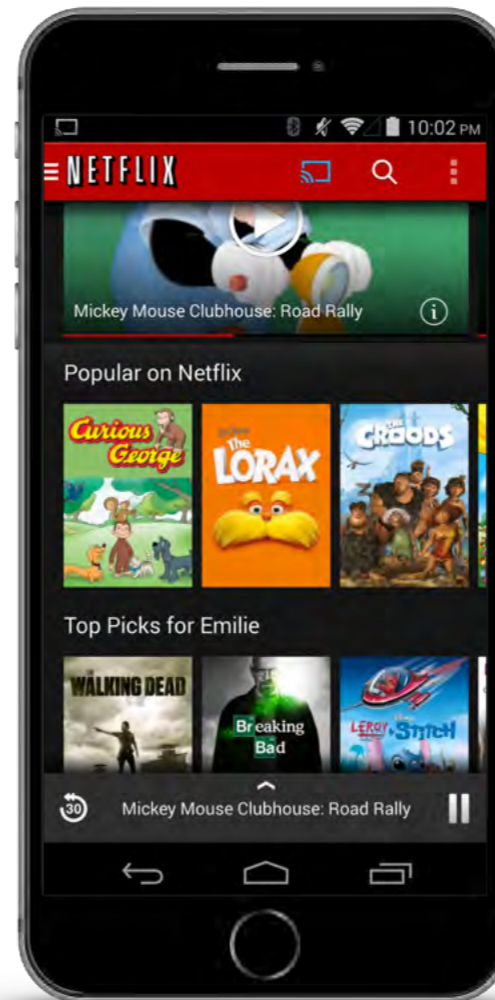 10:02 PM
NETFLIX
Mickey Mouse Clubhouse: Road Rally
Popular on Netflix
Curious
George
The
LORAX
THE
CROODS
Top Picks for Emilie
THE
WALKING DEAD
Breaking
Bad
LEROY & STITCH
30
Mickey Mouse Clubhouse: Road Rally